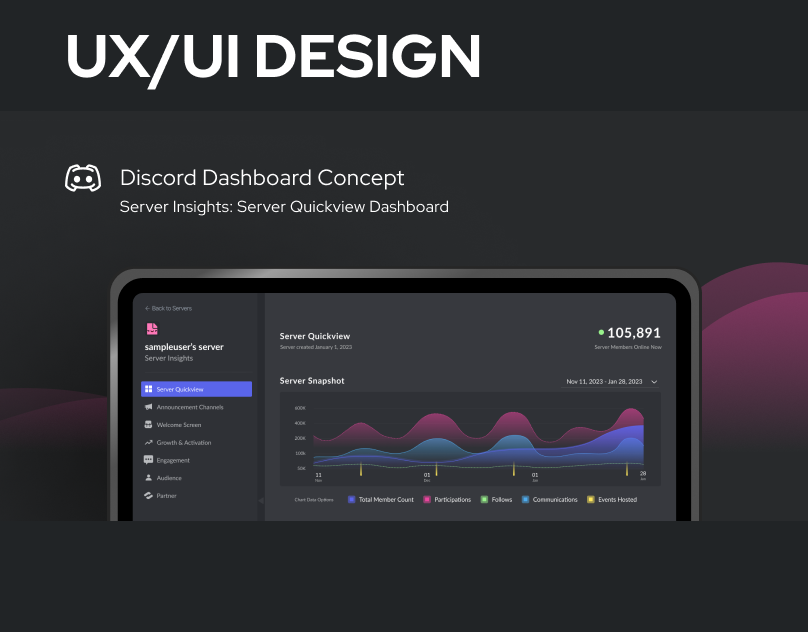 UX/UI DESIGN
Discord Dashboard Concept
Server Insights: Server Quickview Dashboard
← Back to Servers
sampleuser's server
Server Insights
Server Quickview
Announcement Channels
Welcome Screen
Growth & Activation
Engagement
Audience
Partner
Server Quickview
Server created January 1, 2023
105,891
Server Members Online Now
Server Snapshot
Nov 11, 2023 - Jan 28, 2023
600K
400K
200K
100k
50K
11
Nov
01
Dec
01
Jan
28
Jan
Chart Data Options
Total Member Count
Participations
Follows
Communications
Events Hosted